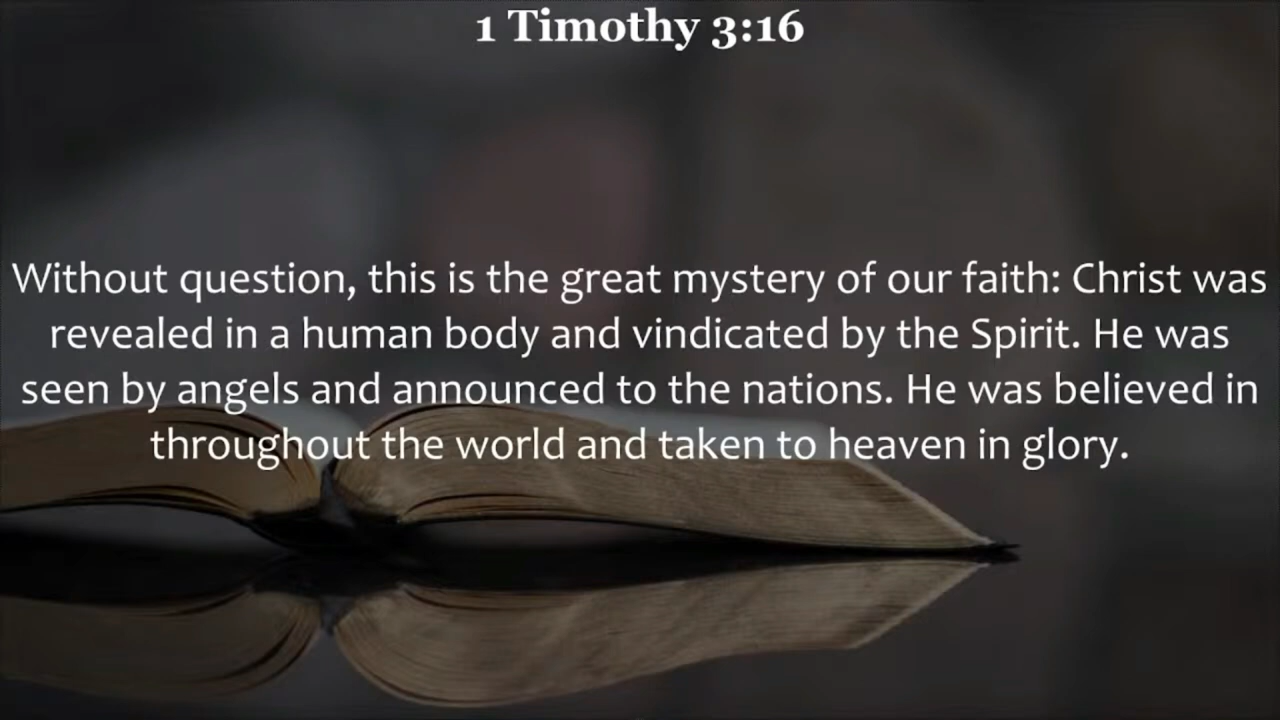 1 Timothy 3:16
Without question, this is the great mystery of our faith: Christ was
revealed in a human body and vindicated by the Spirit. He was
seen by angels and announced to the nations. He was believed in
throughout the world and taken to heaven in glory.